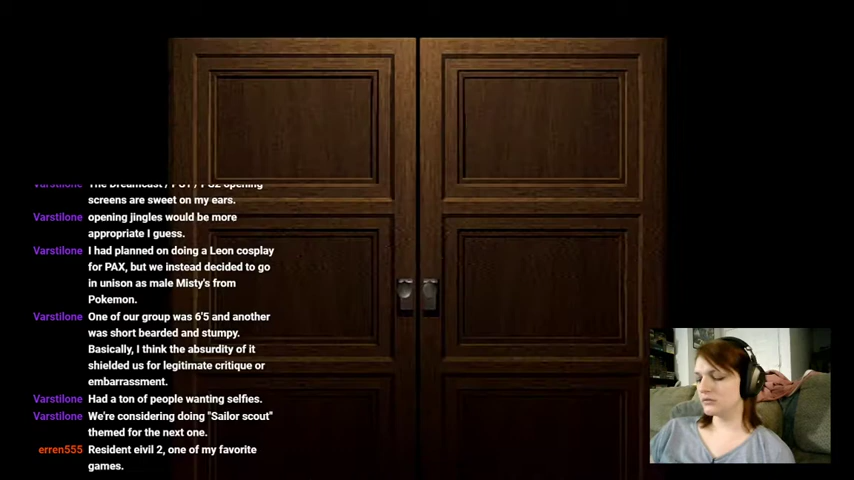 Varstilone The Dreamcast / PS1 / PS2 opening
screens are sweet on my ears.
Varstilone opening jingles would be more
appropriate I guess.
Varstilone I had planned on doing a Leon cosplay
for PAX, but we instead decided to go
in unison as male Misty's from
Pokemon.
Varstilone One of our group was 6'5 and another
was short bearded and stumpy.
Basically, I think the absurdity of it
shielded us for legitimate critique or
embarrassment.
Varstilone Had a ton of people wanting selfies.
Varstilone We're considering doing "Sailor scout"
themed for the next one.
erren555 Resident eivil 2, one of my favorite
games.